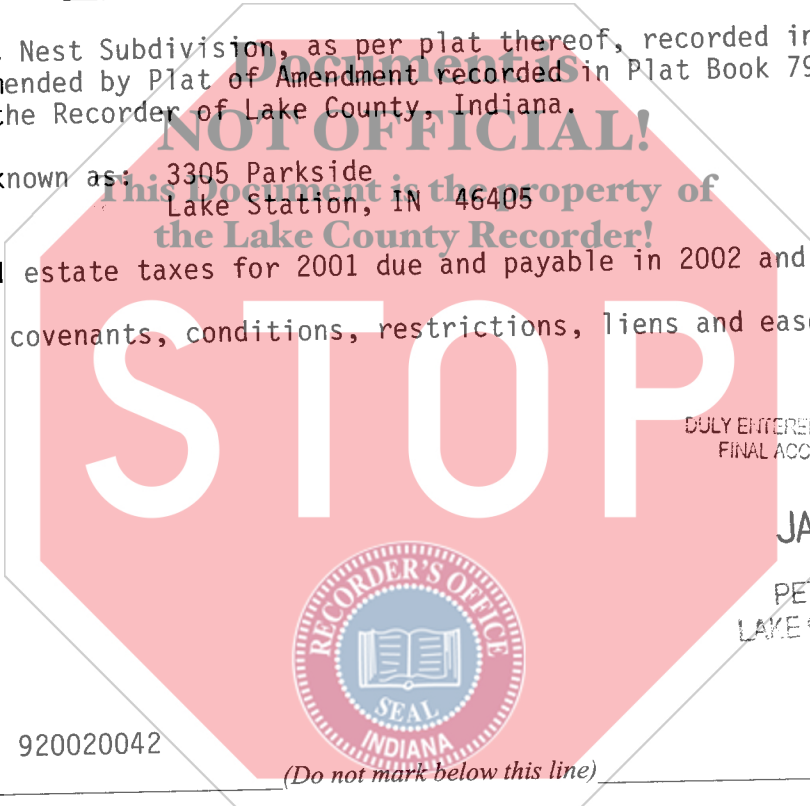 Nest Subdivision, as per plat thereof, recorded in
ended by Plat of Amendment recorded in Plat Book 79
the Recorder of Lake County, Indiana.
known as: 3305 Parkside
Lake Station, IN 46405
estate taxes for 2001 due and payable in 2002 and
covenants, conditions, restrictions, liens and ease
Document is
NOT OFFICIAL!
This Document is the property of
the Lake County Recorder!
STOP
DULY ENTERE
FINAL ACC
JA
PE
LAKE
RECORDER'S OFFICE
SEAL
INDIANA
920020042
(Do not mark below this line)